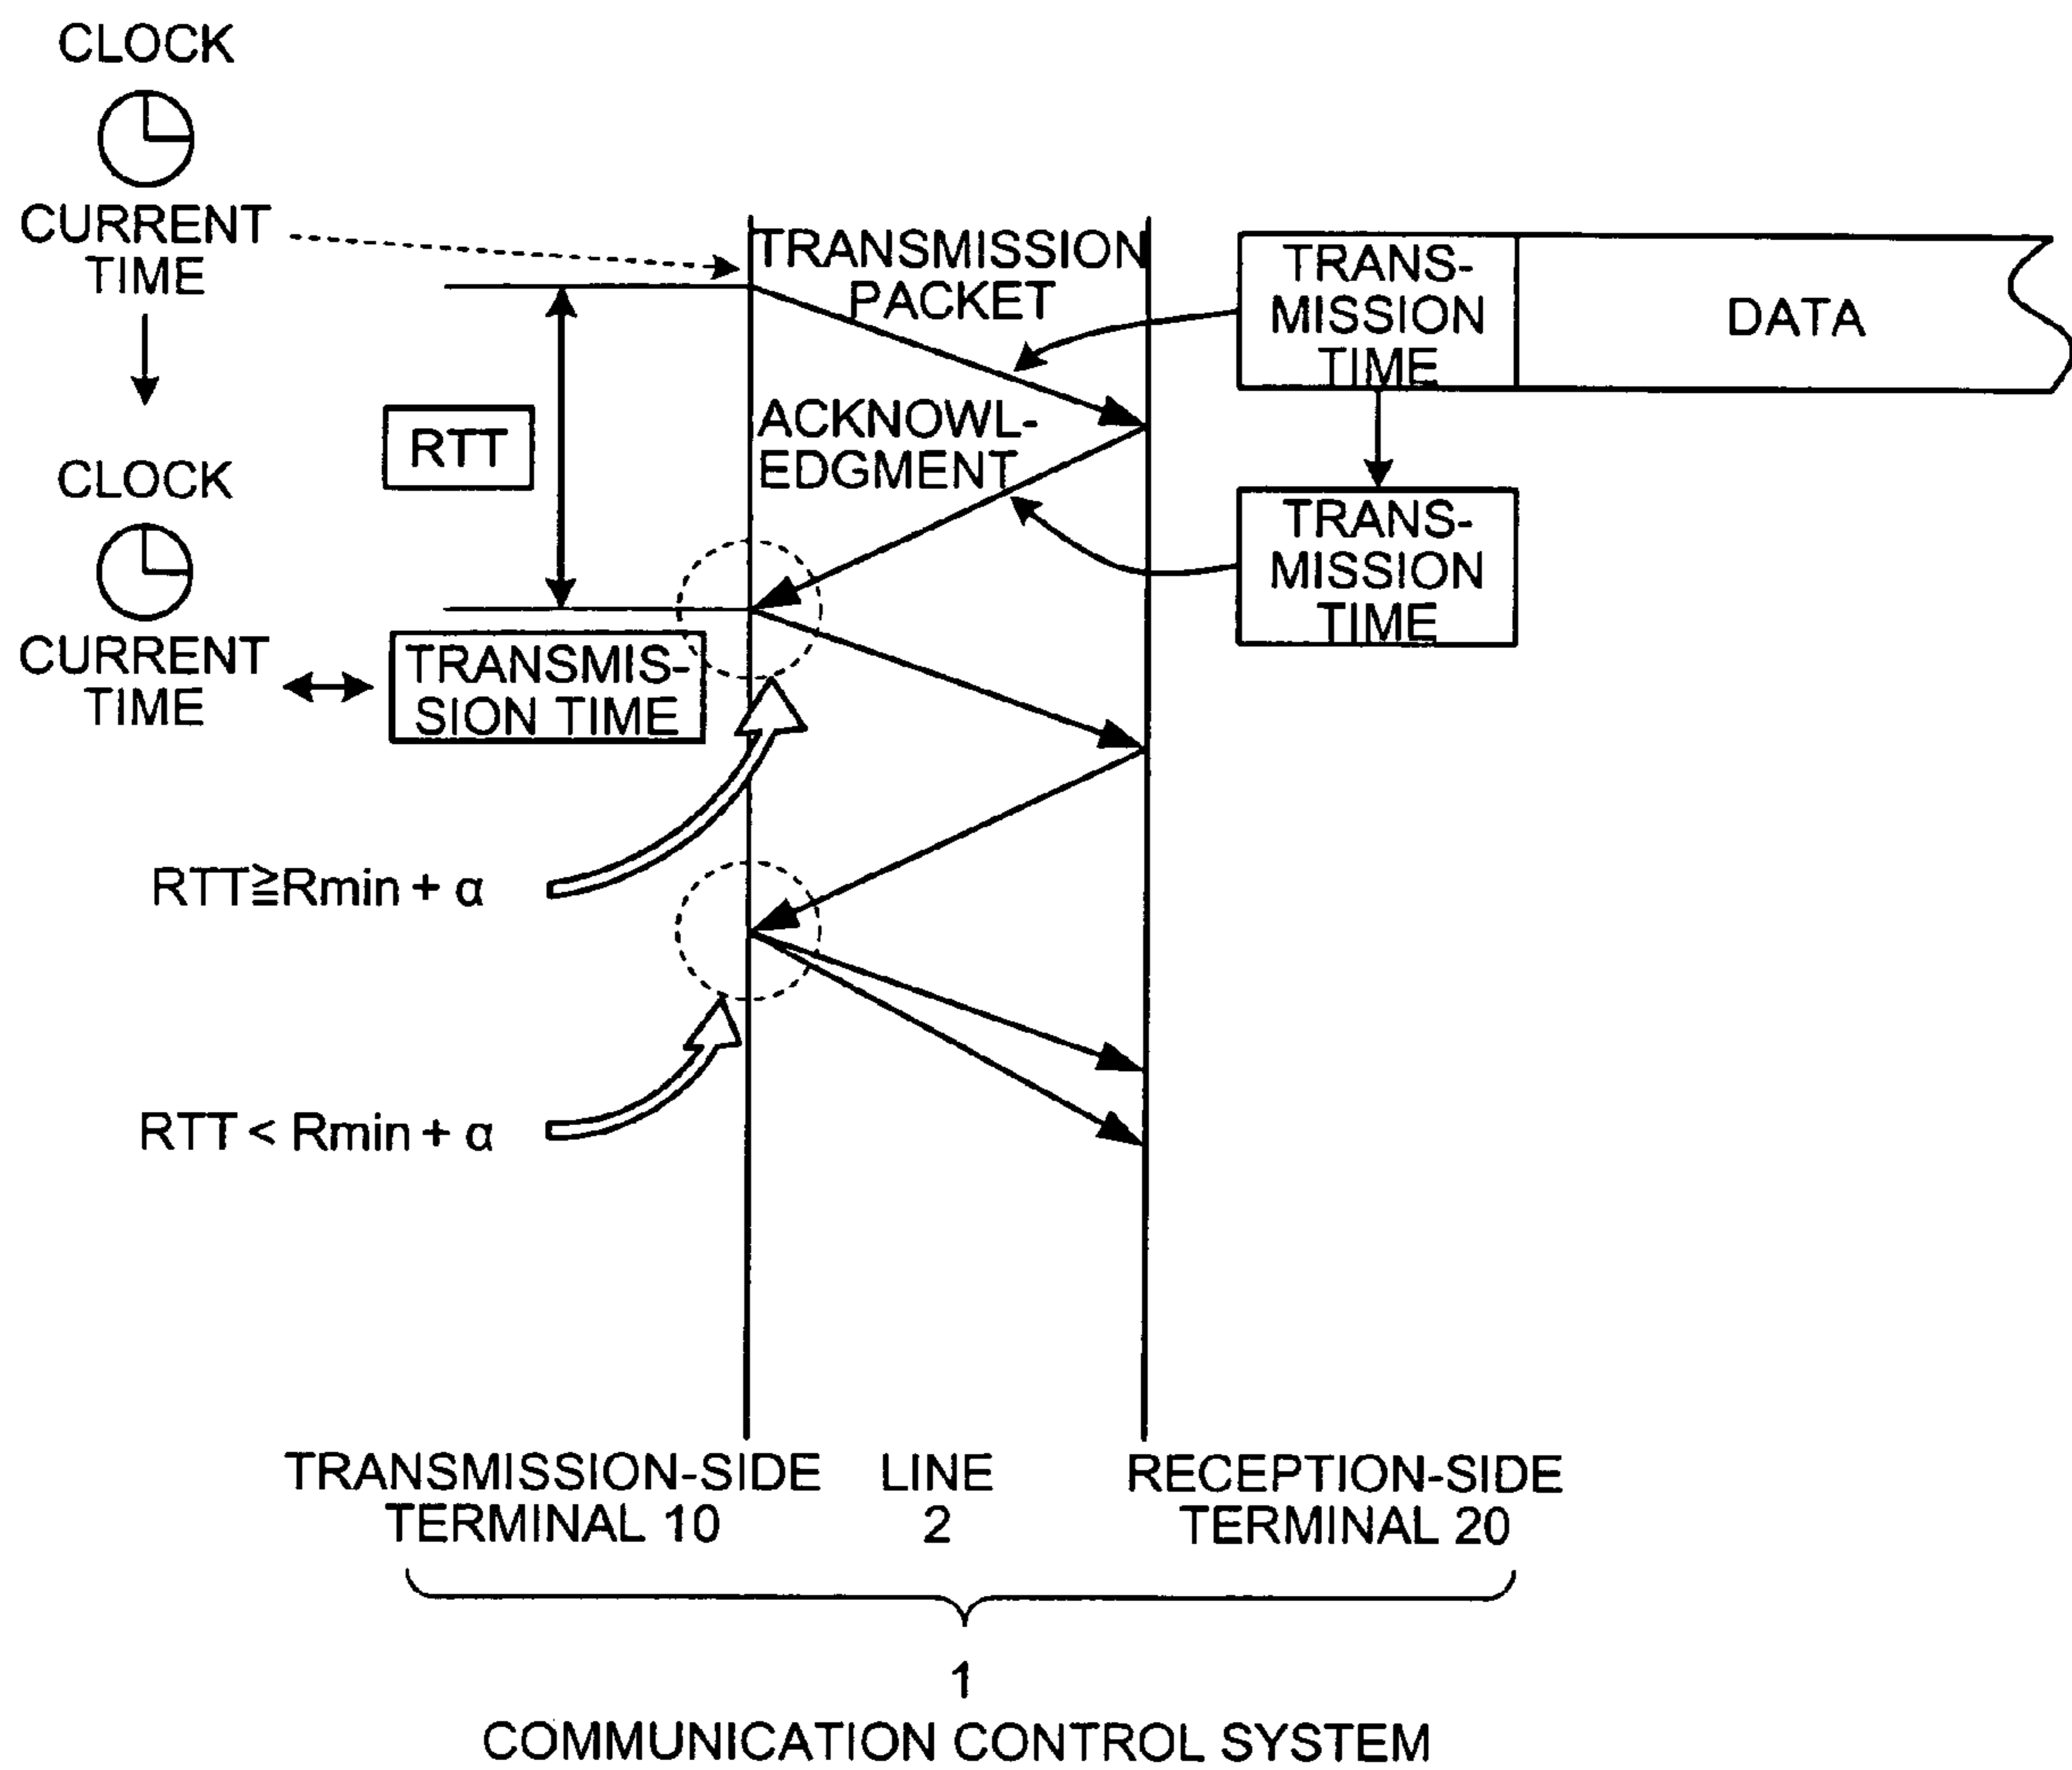 CLOCK
CURRENT
TIME
TRANSMISSION
PACKET
TRANS-
MISSION
TIME
DATA
RTT
ACKNOWL-
EDGMENT
CLOCK
CURRENT
TIME
TRANSMIS-
SION TIME
TRANS-
MISSION
TIME
RTT≧Rmin + α
RTT < Rmin + α
TRANSMISSION-SIDE
TERMINAL 10
LINE
2
RECEPTION-SIDE
TERMINAL 20
1
COMMUNICATION CONTROL SYSTEM